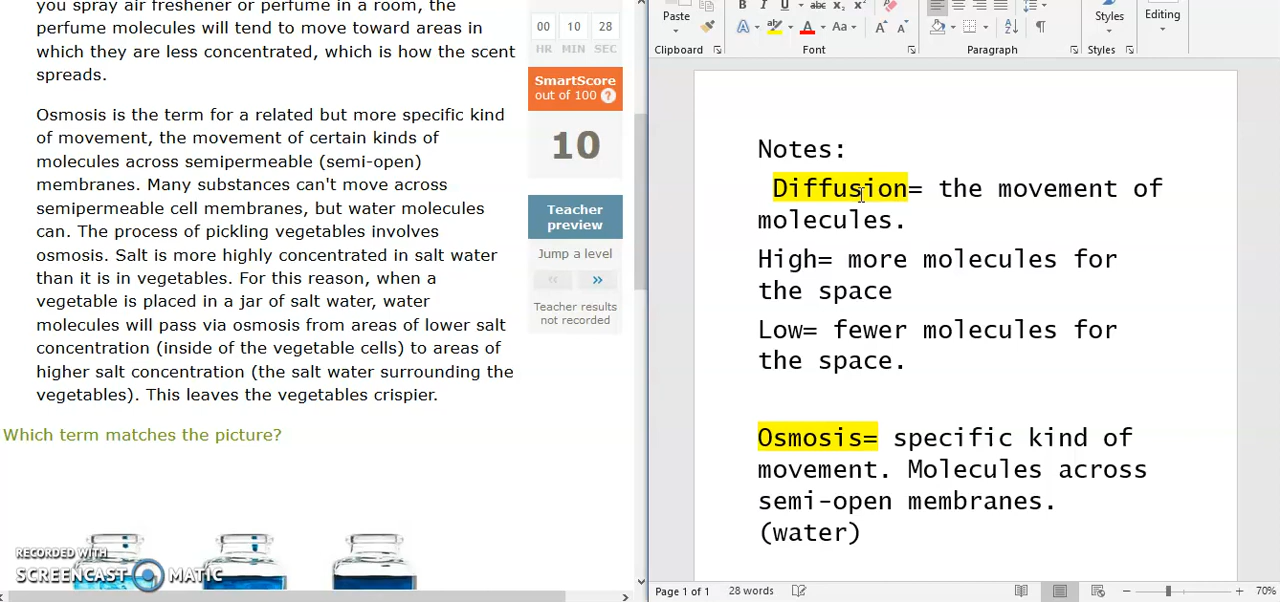 you spray air freshener or perfume in a room, the
perfume molecules will tend to move toward areas in
which they are less concentrated, which is how the scent
spreads.
Osmosis is the term for a related but more specific kind
of movement, the movement of certain kinds of
molecules across semipermeable (semi-open)
membranes. Many substances can't move across
semipermeable cell membranes, but water molecules
can. The process of pickling vegetables involves
osmosis. Salt is more highly concentrated in salt water
than it is in vegetables. For this reason, when a
vegetable is placed in a jar of salt water, water
molecules will pass via osmosis from areas of lower salt
concentration (inside of the vegetable cells) to areas of
higher salt concentration (the salt water surrounding the
vegetables). This leaves the vegetables crispier.
Which term matches the picture?
RECORDED WITH
SCREENCAST MATIC
00 10 28
HR MIN SEC
SmartScore
out of 100 ?
10
Teacher
preview
Jump a level
« »
Teacher results
not recorded
Paste
B I U abc x₂ x²
A aby A Aa A A
Styles
Editing
Clipboard
Font
Paragraph
Styles
Notes:
Diffusion= the movement of
molecules.
High= more molecules for
the space
Low= fewer molecules for
the space.
Osmosis= specific kind of
movement. Molecules across
semi-open membranes.
(water)
Page 1 of 1 28 words
70%